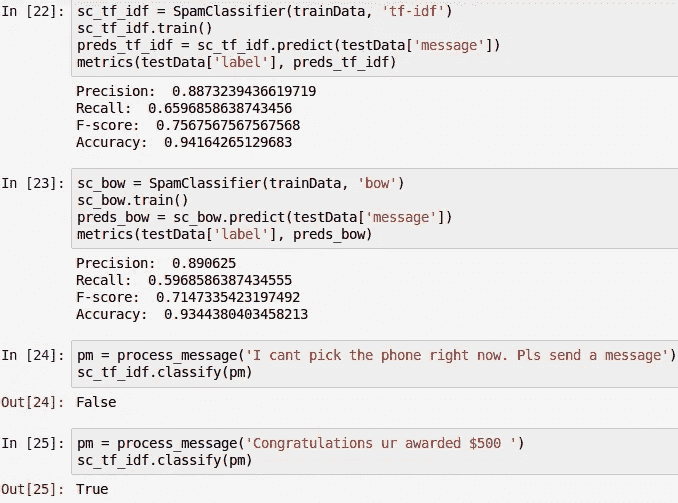 In [22]: sc_tf_idf = SpamClassifier(trainData, 'tf-idf')
sc_tf_idf.train()
preds_tf_idf = sc_tf_idf.predict(testData['message'])
metrics(testData['label'], preds_tf_idf)
Precision:  0.8873239436619719
Recall:  0.6596858638743456
F-score:  0.7567567567567568
Accuracy:  0.94164265129683
In [23]: sc_bow = SpamClassifier(trainData, 'bow')
sc_bow.train()
preds_bow = sc_bow.predict(testData['message'])
metrics(testData['label'], preds_bow)
Precision:  0.890625
Recall:  0.5968586387434555
F-score:  0.7147335423197492
Accuracy:  0.9344380403458213
In [24]: pm = process_message('I cant pick the phone right now. Pls send a message')
sc_tf_idf.classify(pm)
Out[24]: False
In [25]: pm = process_message('Congratulations ur awarded $500 ')
sc_tf_idf.classify(pm)
Out[25]: True